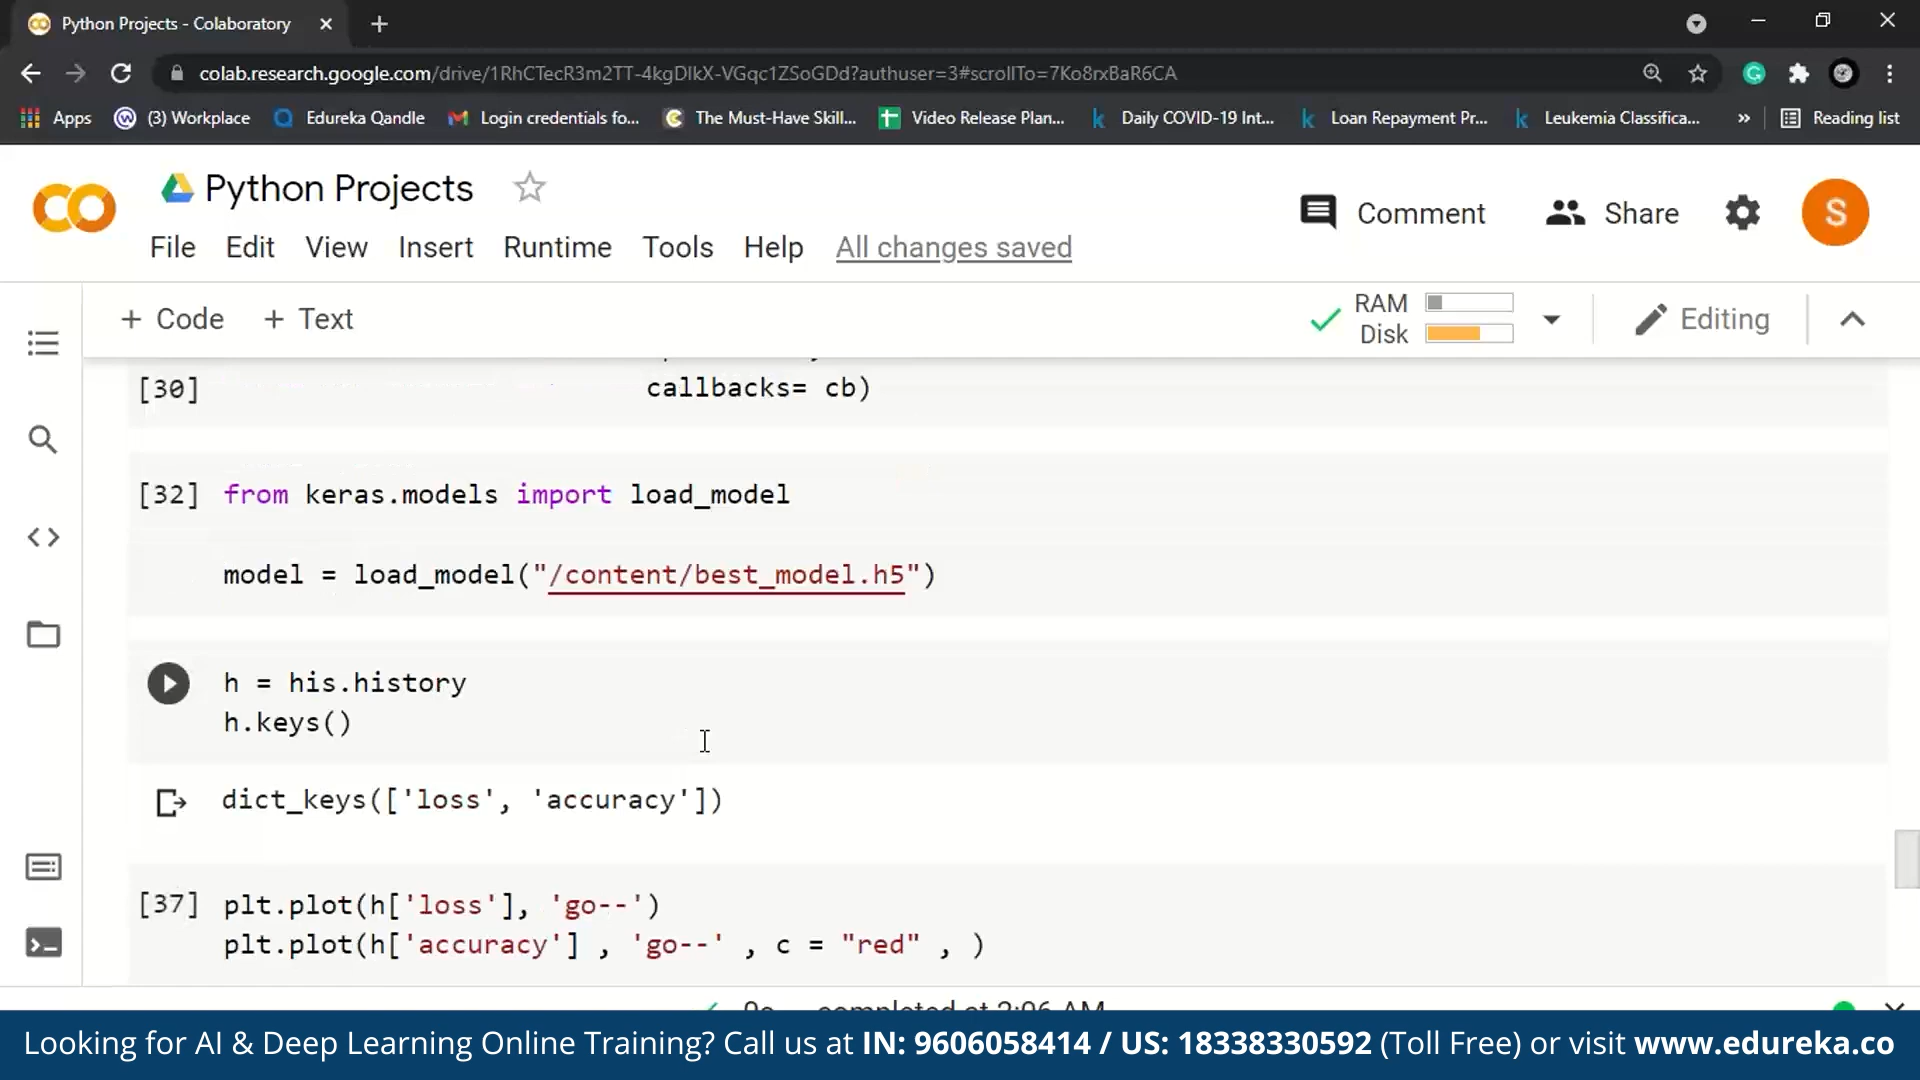 Python Projects - Colaboratory
colab.research.google.com/drive/1RhCTecR3m2TT-4kgDlkX-VGqc1ZSoGDd?authuser=3#scrollTo=7Ko8rxBaR6CA
Apps (3) Workplace Edureka Qandle Login credentials fo... The Must-Have Skill... Video Release Plan... Daily COVID-19 Int... Loan Repayment Pr... Leukemia Classifica... » Reading list
Python Projects
Comment Share S
File Edit View Insert Runtime Tools Help All changes saved
+ Code + Text RAM Disk Editing
[30] callbacks= cb)
[32] from keras.models import load_model
model = load_model("/content/best_model.h5")
h = his.history
h.keys()
dict_keys(['loss', 'accuracy'])
[37] plt.plot(h['loss'], 'go--')
plt.plot(h['accuracy'] , 'go--' , c = "red" , )
completed at 2:06 AM
Looking for AI & Deep Learning Online Training? Call us at IN: 9606058414 / US: 18338330592 (Toll Free) or visit www.edureka.co